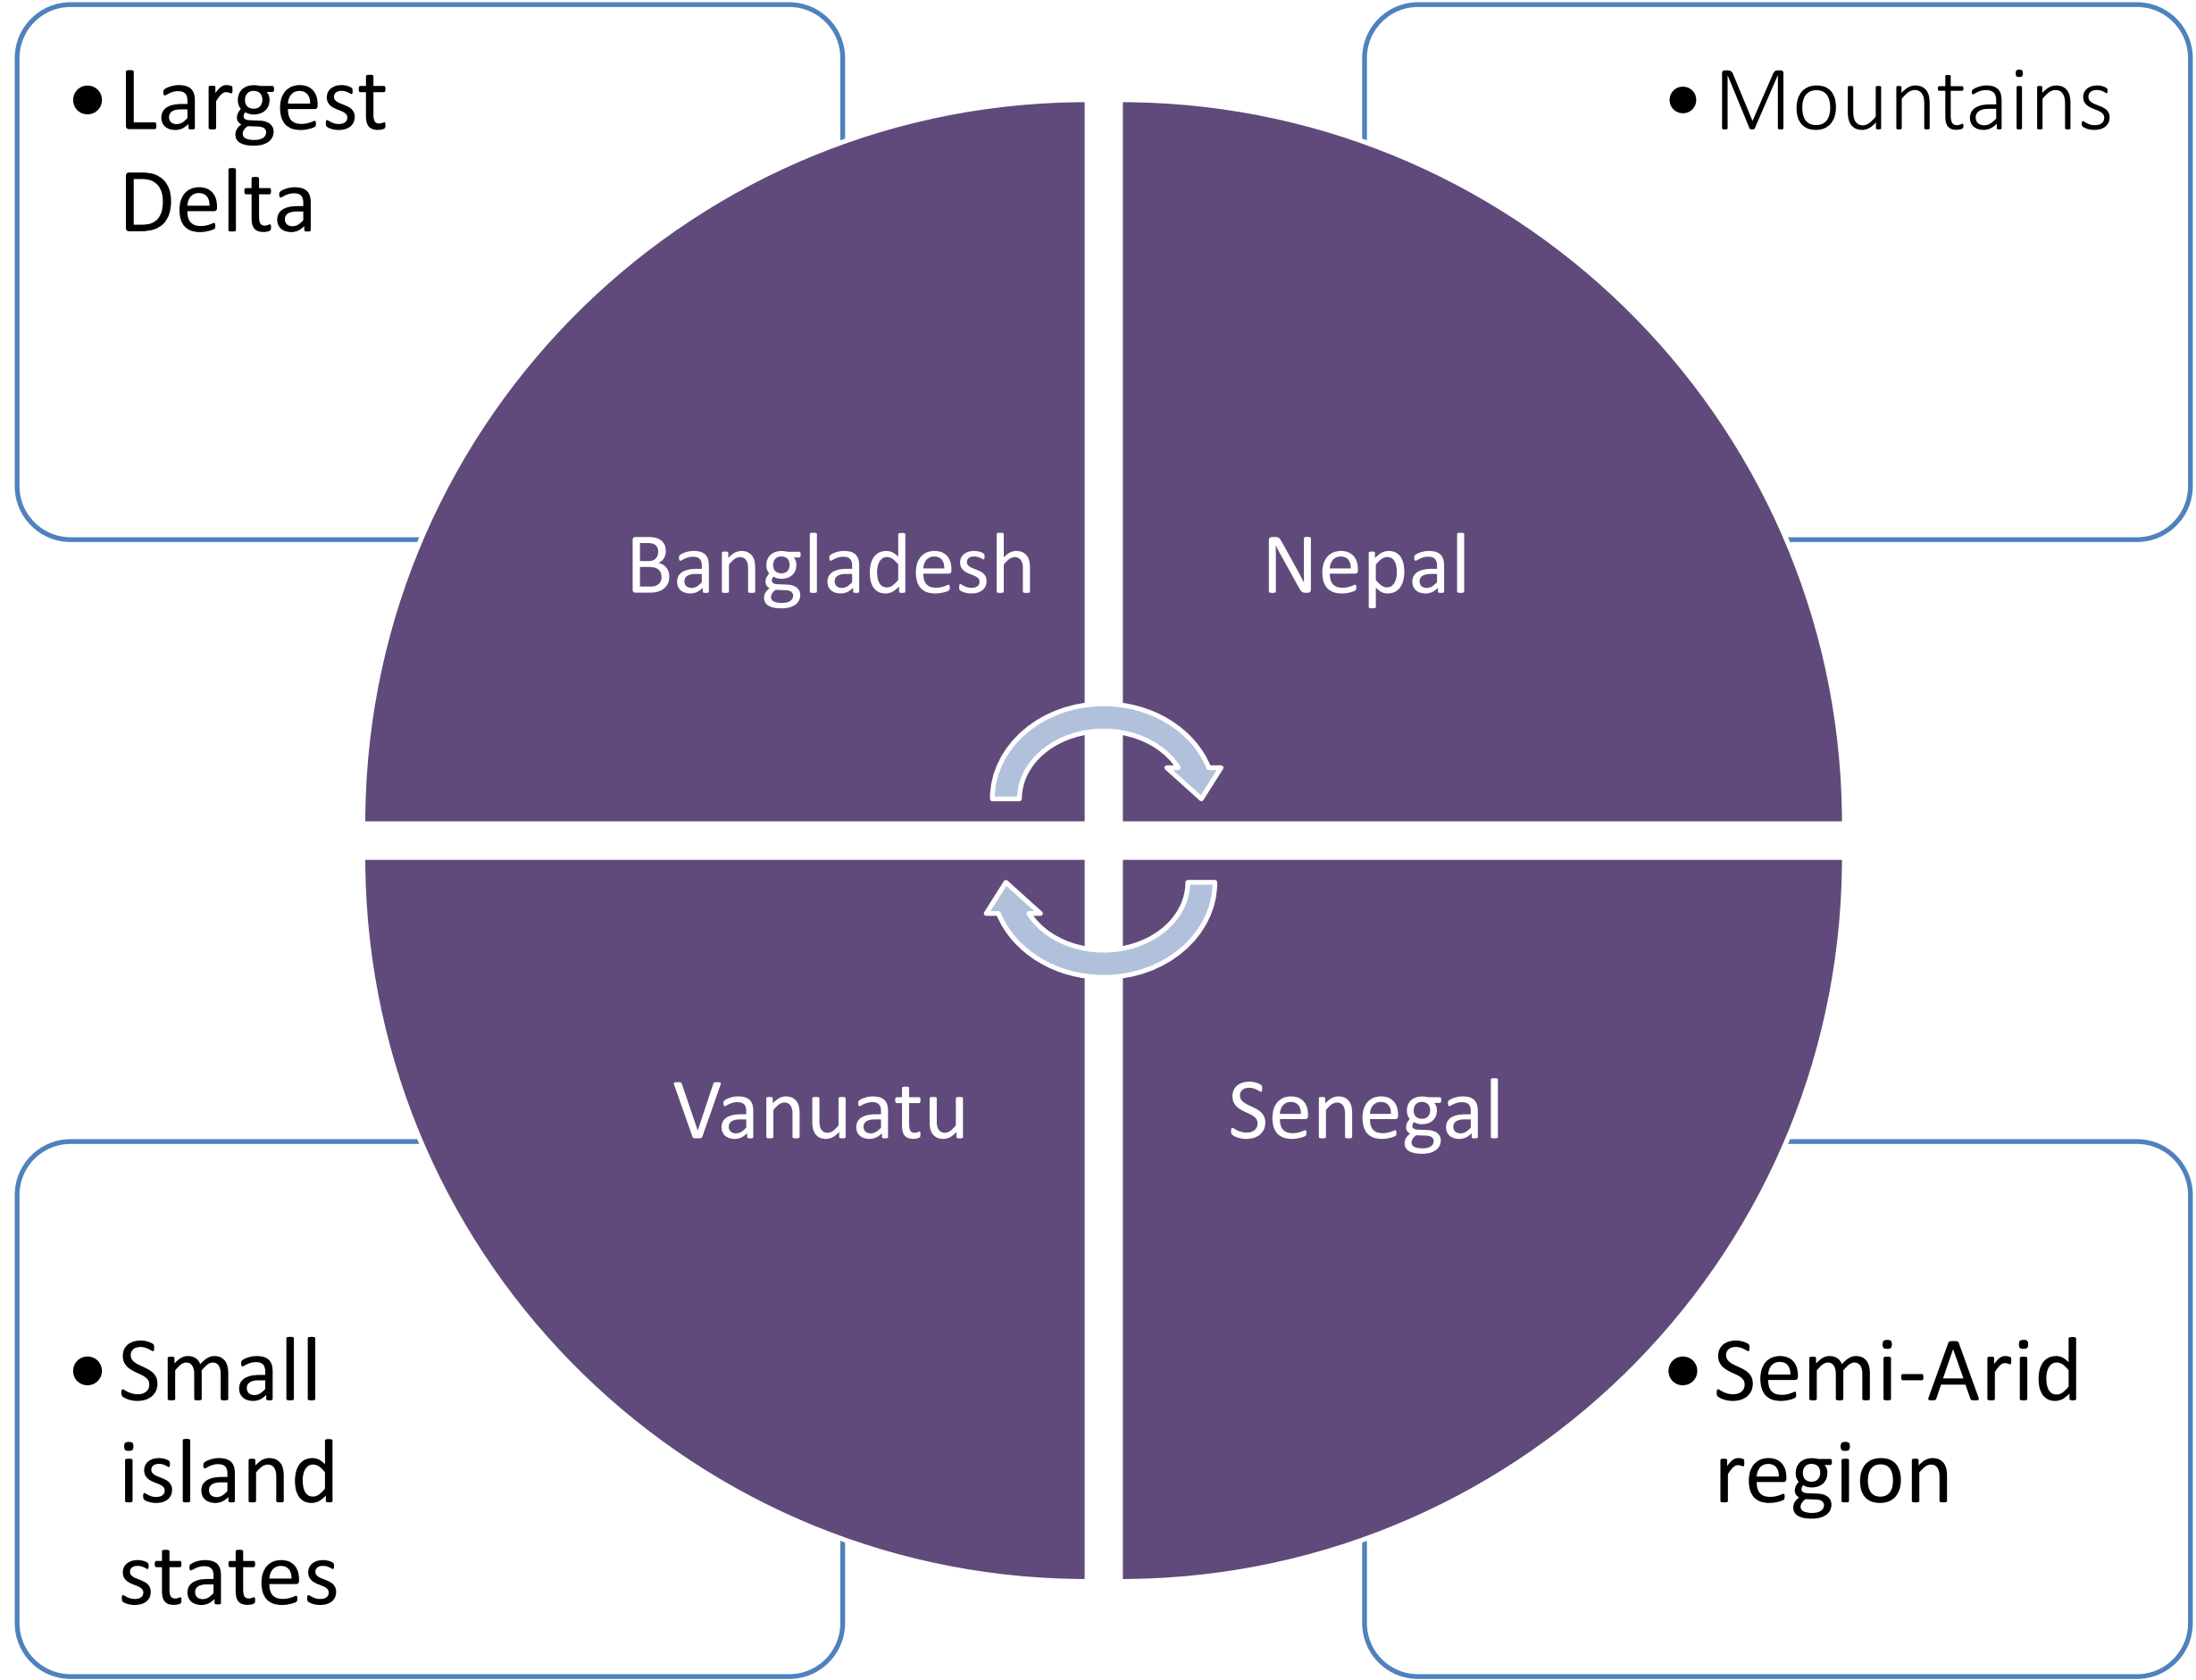 • Largest
Delta
• Mountains
Bangladesh
Nepal
Vanuatu
Senegal
• Small
island
states
• Semi-Arid
region